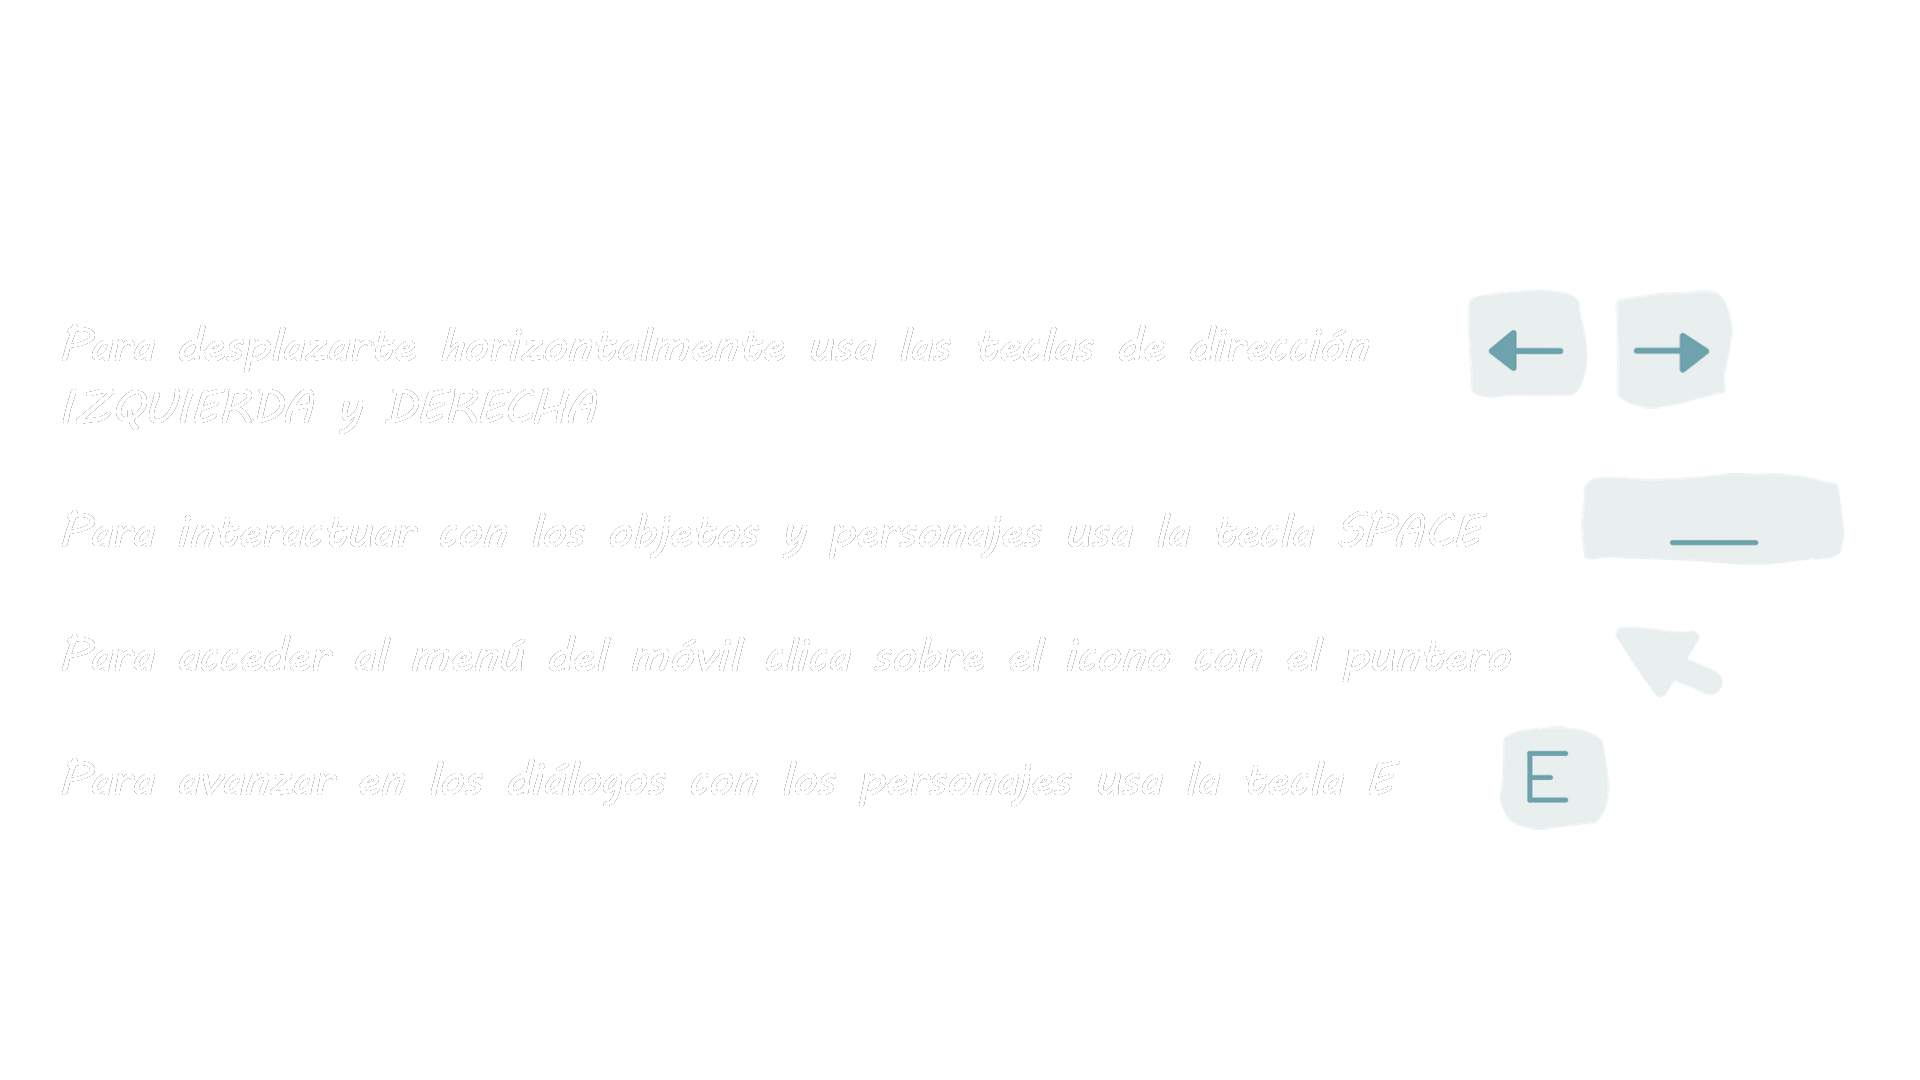 Para desplazarte horizontalmente usa las teclas de dirección
IZQUIERDA y DERECHA
Para interactuar con los objetos y personajes usa la tecla SPACE
Para acceder al menú del móvil clica sobre el icono con el puntero
Para avanzar en los diálogos con los personajes usa la tecla E
E